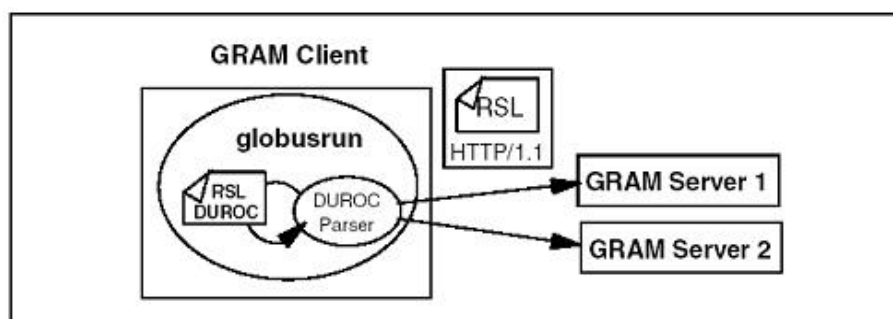 GRAM Client
RSL
HTTP/1.1
globusrun
RSL
DUROC
DUROC
Parser
GRAM Server 1
GRAM Server 2